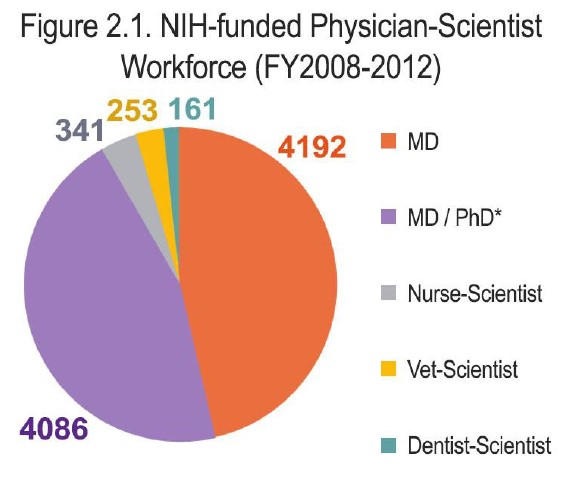 Figure 2.1. NIH-funded Physician-Scientist
Workforce (FY2008-2012)
253 161
341
4192
4086
MD
MD / PhD*
Nurse-Scientist
Vet-Scientist
Dentist-Scientist